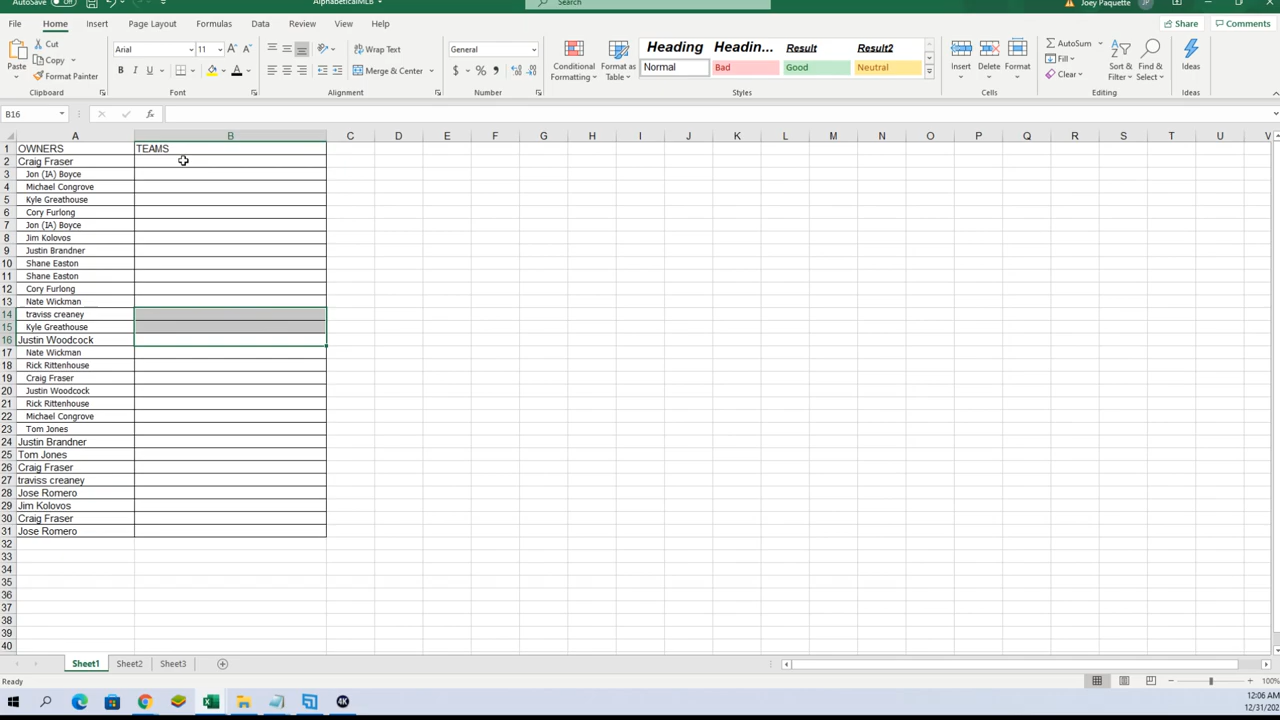 AutoSave Off AlphabeticalMLB Search Joey Paquette JP
File Home Insert Page Layout Formulas Data Review View Help Share Comments
Cut Arial 11 Wrap Text General Heading Headin... Result Result2 AutoSum
Copy Fill
Paste Format Painter Merge & Center Conditional Formatting Format as Table Normal Bad Good Neutral Insert Delete Format Clear Sort & Filter Find & Select Ideas
Clipboard Font Alignment Number Styles Cells Editing Ideas
B16 fx
A B C D E F G H I J K L M N O P Q R S T U V
1 OWNERS TEAMS
2 Craig Fraser
3 Jon (IA) Boyce
4 Michael Congrove
5 Kyle Greathouse
6 Cory Furlong
7 Jon (IA) Boyce
8 Jim Kolovos
9 Justin Brandner
10 Shane Easton
11 Shane Easton
12 Cory Furlong
13 Nate Wickman
14 traviss creaney
15 Kyle Greathouse
16 Justin Woodcock
17 Nate Wickman
18 Rick Rittenhouse
19 Craig Fraser
20 Justin Woodcock
21 Rick Rittenhouse
22 Michael Congrove
23 Tom Jones
24 Justin Brandner
25 Tom Jones
26 Craig Fraser
27 traviss creaney
28 Jose Romero
29 Jim Kolovos
30 Craig Fraser
31 Jose Romero
32
33
34
35
36
37
38
39
40
Sheet1 Sheet2 Sheet3
Ready 100%
4K 12:06 AM
12/31/202